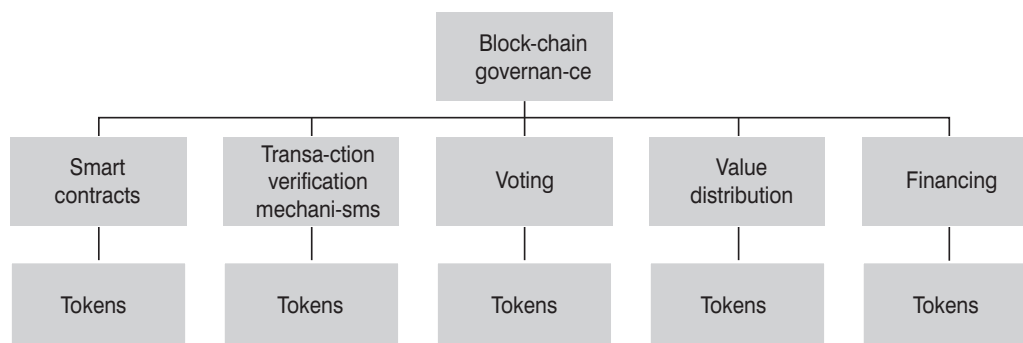 Block-chain
governan-ce
Smart
contracts
Transa-ction
verification
mechani-sms
Voting
Value
distribution
Financing
Tokens
Tokens
Tokens
Tokens
Tokens